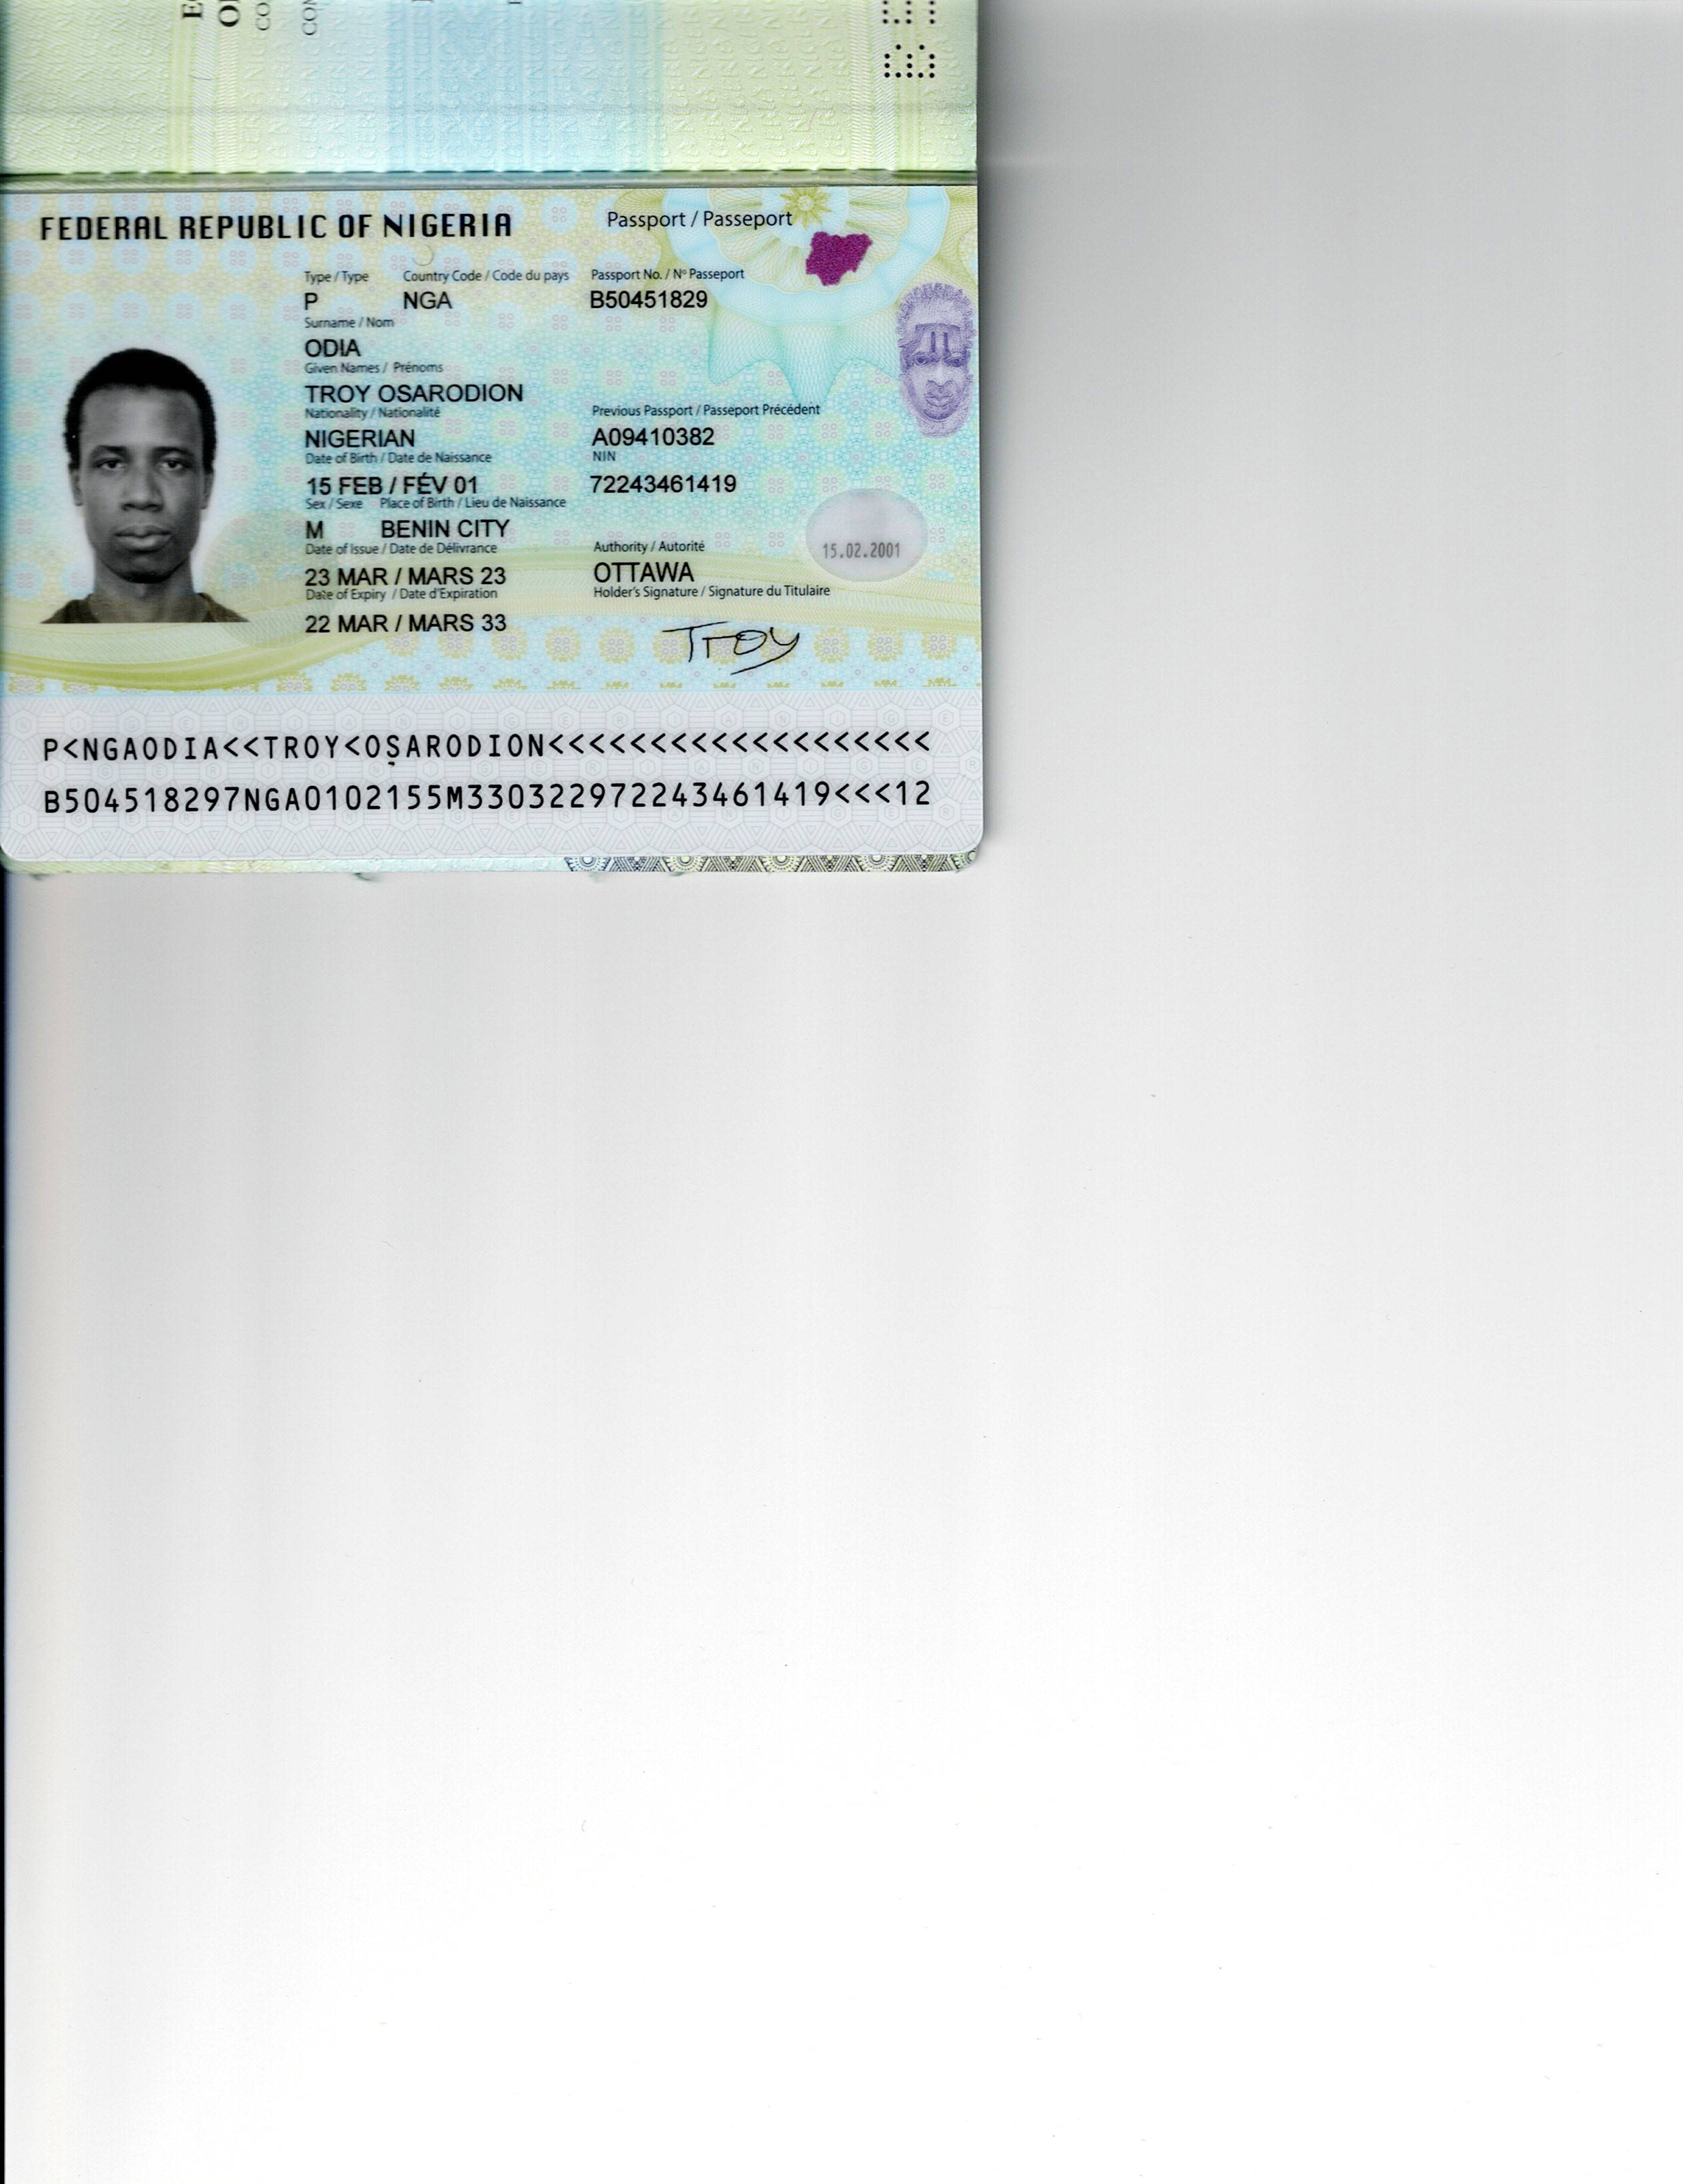 FEDERAL REPUBLIC OF NIGERIA
Passport / Passeport
Type / Type Country Code / Code du pays Passport No. / Nº Passeport
P NGA B50451829
Surname / Nom
ODIA
Given Names / Prénoms
TROY OSARODION
Nationality / Nationalité Previous Passport / Passeport Précédent
NIGERIAN A09410382
Date of Birth / Date de Naissance NIN
15 FEB / FÉV 01 72243461419
Sex / Sexe Place of Birth / Lieu de Naissance
M BENIN CITY
Date of Issue / Date de Délivrance Authority / Autorité
23 MAR / MARS 23 OTTAWA
Date of Expiry / Date d'Expiration Holder's Signature / Signature du Titulaire
22 MAR / MARS 33
Troy
15.02.2001
P<NGAODIA<<TROY<OSARODION<<<<<<<<<<<<<<<<<<<
B504518297NGA0102155M330322972243461419<<<12